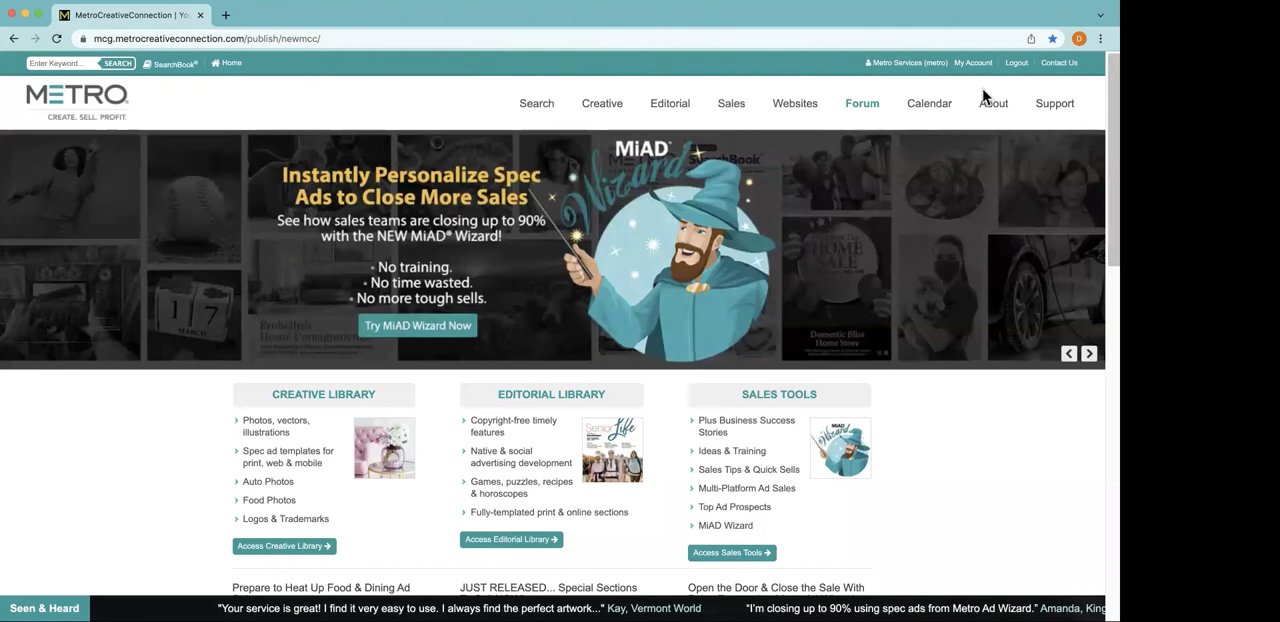 MetroCreativeConnection | Yo
mcg.metrocreativeconnection.com/publish/newmcc/
D
Enter Keyword... SEARCH SearchBook® Home
Metro Services (metro) My Account Logout Contact Us
METRO®
CREATE. SELL. PROFIT.
Search Creative Editorial Sales Websites Forum Calendar About Support
MiAD®
Wizard
Instantly Personalize Spec
Ads to Close More Sales
See how sales teams are closing up to 90%
with the NEW MiAD® Wizard!
- No training.
- No time wasted.
- No more tough sells.
Try MiAD Wizard Now
SearchBook
HOME
SALE
17
MARCH
Embellish
Home Consignment
Domestic Bliss
Home Store
CREATIVE LIBRARY
Photos, vectors,
illustrations
Spec ad templates for
print, web & mobile
Auto Photos
Food Photos
Logos & Trademarks
Access Creative Library
EDITORIAL LIBRARY
Copyright-free timely
features
Native & social
advertising development
Games, puzzles, recipes
& horoscopes
Fully-templated print & online sections
Senior Life
Access Editorial Library
SALES TOOLS
Plus Business Success
Stories
Ideas & Training
Sales Tips & Quick Sells
Multi-Platform Ad Sales
Top Ad Prospects
MiAD Wizard
Wizard
Access Sales Tools
Prepare to Heat Up Food & Dining Ad
JUST RELEASED... Special Sections
Open the Door & Close the Sale With
Seen & Heard
"Your service is great! I find it very easy to use. I always find the perfect artwork..." Kay, Vermont World
"I'm closing up to 90% using spec ads from Metro Ad Wizard." Amanda, King